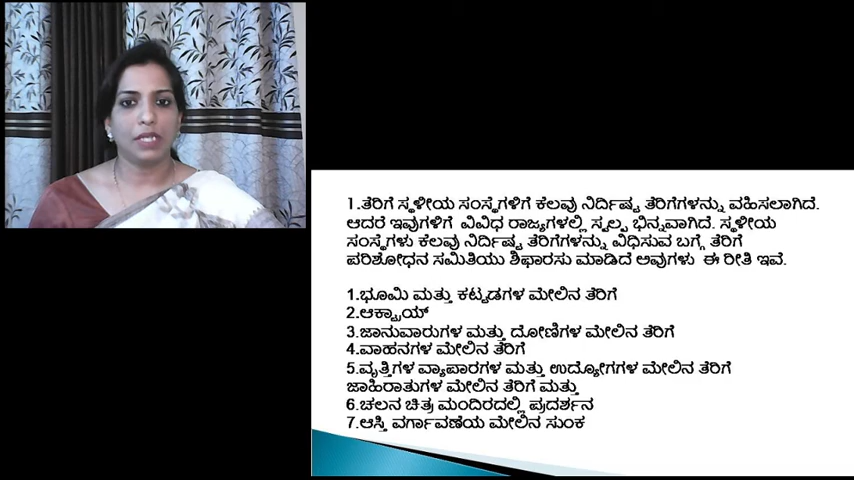 1.ತೆರಿಗೆ ಸ್ಥಳೀಯ ಸಂಸ್ಥೆಗಳಿಗೆ ಕೆಲವು ನಿರ್ದಿಷ್ಟ ತೆರಿಗೆಗಳನ್ನು ವಹಿಸಲಾಗಿದೆ.
ಆದರೆ ಇವುಗಳಿಗೆ ವಿವಿಧ ರಾಜ್ಯಗಳಲ್ಲಿ ಸ್ವಲ್ಪ ಭಿನ್ನವಾಗಿದೆ. ಸ್ಥಳೀಯ
ಸಂಸ್ಥೆಗಳು ಕೆಲವು ನಿರ್ದಿಷ್ಟ ತೆರಿಗೆಗಳನ್ನು ವಿಧಿಸುವ ಬಗ್ಗೆ ತೆರಿಗೆ
ಪರಿಶೋಧನ ಸಮಿತಿಯು ಶಿಫಾರಸು ಮಾಡಿದೆ ಅವುಗಳು ಈ ರೀತಿ ಇವೆ.
1.ಭೂಮಿ ಮತ್ತು ಕಟ್ಟಡಗಳ ಮೇಲಿನ ತೆರಿಗೆ
2.ಆಕ್ಟ್ರಾಯ್
3.ಜಾನುವಾರುಗಳ ಮತ್ತು ದೋಣಿಗಳ ಮೇಲಿನ ತೆರಿಗೆ
4.ವಾಹನಗಳ ಮೇಲಿನ ತೆರಿಗೆ
5.ವೃತ್ತಿಗಳ ವ್ಯಾಪಾರಗಳ ಮತ್ತು ಉದ್ಯೋಗಗಳ ಮೇಲಿನ ತೆರಿಗೆ
ಜಾಹಿರಾತುಗಳ ಮೇಲಿನ ತೆರಿಗೆ ಮತ್ತು
6.ಚಲನ ಚಿತ್ರ ಮಂದಿರದಲ್ಲಿ ಪ್ರದರ್ಶನ
7.ಆಸ್ತಿ ವರ್ಗಾವಣೆಯ ಮೇಲಿನ ಸುಂಕ